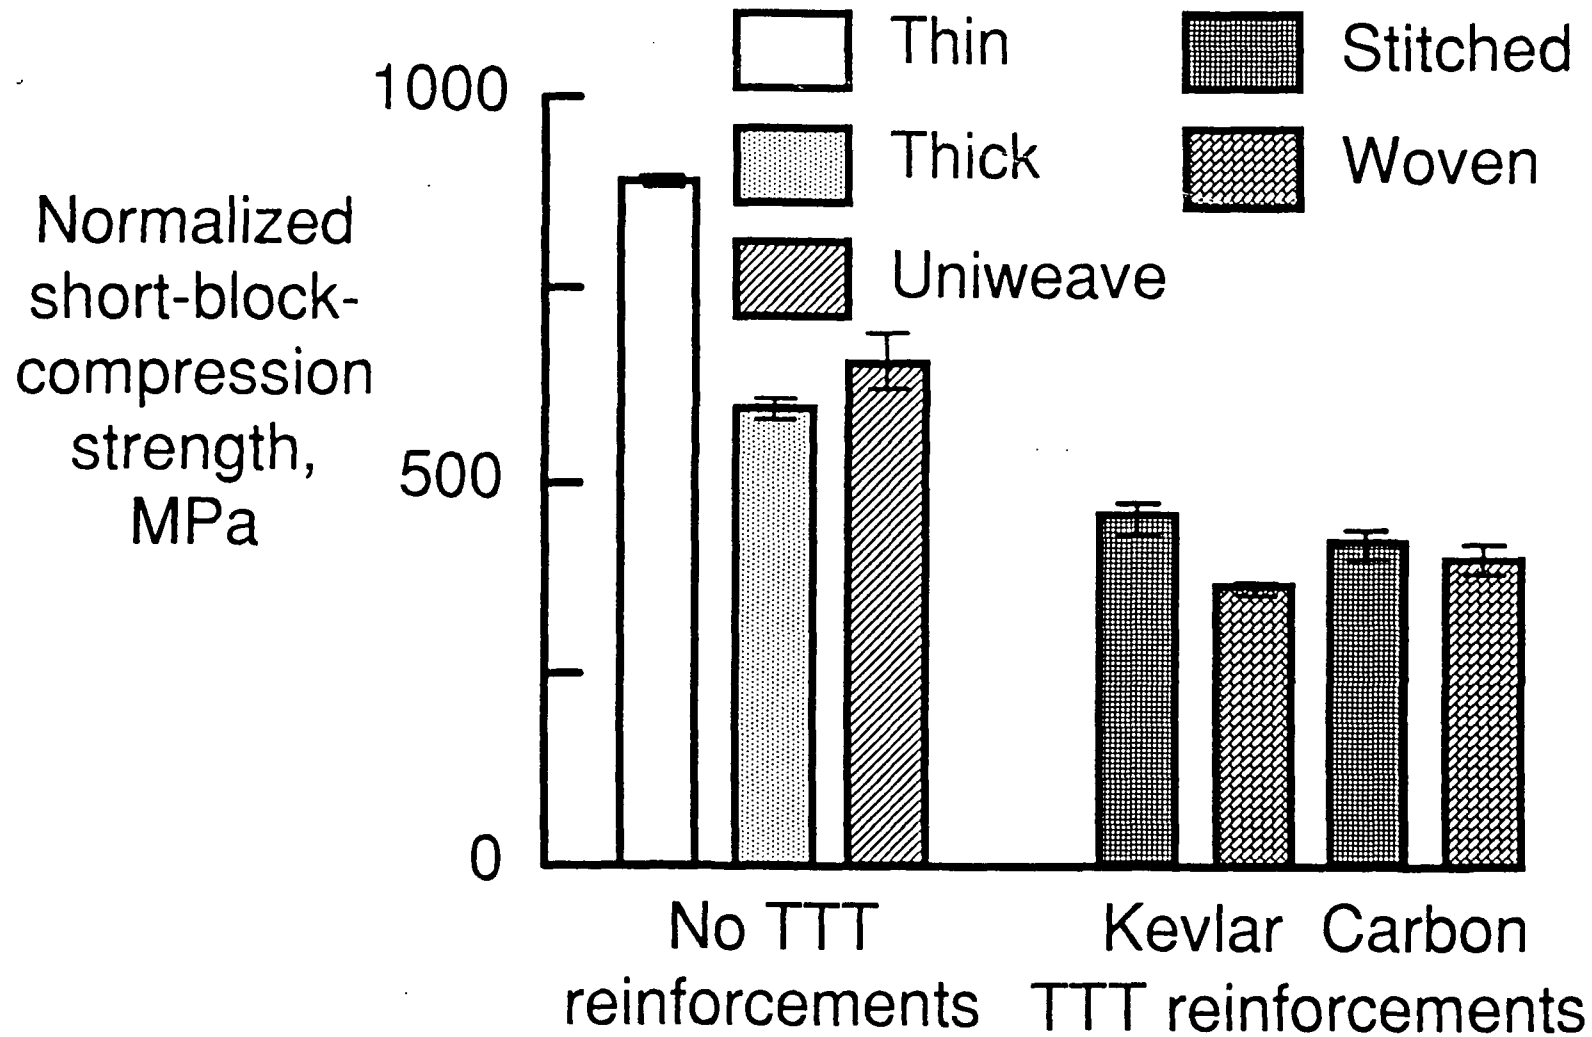 Thin
Thick
Uniweave
Stitched
Woven
1000
500
0
Normalized
short-block-
compression
strength,
MPa
No TTT
reinforcements
Kevlar Carbon
TTT reinforcements